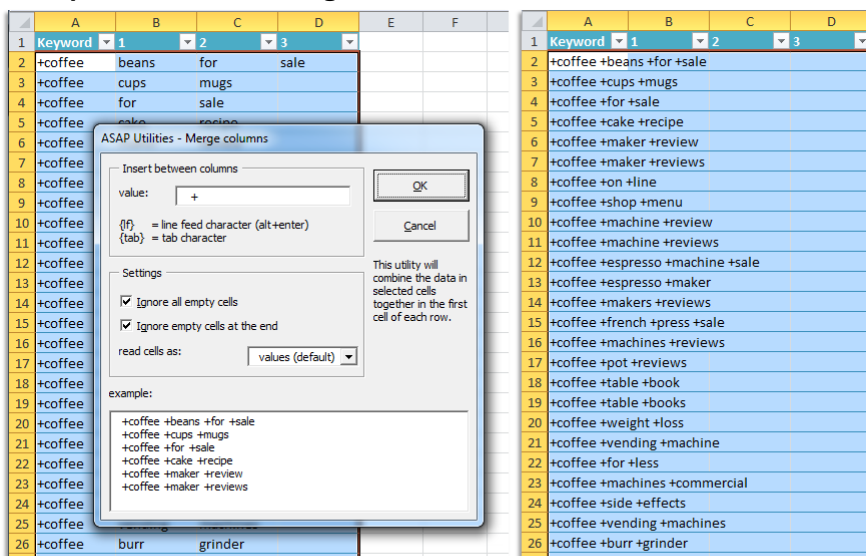 A B C D E F
1 Keyword 1 2 3
2 +coffee beans for sale
3 +coffee cups mugs
4 +coffee for sale
5 +coffee cake recipe
6 +coffee
7 +coffee
8 +coffee
9 +coffee
10 +coffee
11 +coffee
12 +coffee
13 +coffee
14 +coffee
15 +coffee
16 +coffee
17 +coffee
18 +coffee
19 +coffee
20 +coffee
21 +coffee
22 +coffee
23 +coffee
24 +coffee
25 +coffee vending machines
26 +coffee burr grinder
ASAP Utilities - Merge columns
Insert between columns
value: +
{lf} = line feed character (alt+enter)
{tab} = tab character
Settings
Ignore all empty cells
Ignore empty cells at the end
read cells as: values (default)
OK
Cancel
This utility will
combine the data in
selected cells
together in the first
cell of each row.
example:
+coffee +beans +for +sale
+coffee +cups +mugs
+coffee +for +sale
+coffee +cake +recipe
+coffee +maker +review
+coffee +maker +reviews
A B C D
1 Keyword 1 2 3
2 +coffee +beans +for +sale
3 +coffee +cups +mugs
4 +coffee +for +sale
5 +coffee +cake +recipe
6 +coffee +maker +review
7 +coffee +maker +reviews
8 +coffee +on +line
9 +coffee +shop +menu
10 +coffee +machine +review
11 +coffee +machine +reviews
12 +coffee +espresso +machine +sale
13 +coffee +espresso +maker
14 +coffee +makers +reviews
15 +coffee +french +press +sale
16 +coffee +machines +reviews
17 +coffee +pot +reviews
18 +coffee +table +book
19 +coffee +table +books
20 +coffee +weight +loss
21 +coffee +vending +machine
22 +coffee +for +less
23 +coffee +machines +commercial
24 +coffee +side +effects
25 +coffee +vending +machines
26 +coffee +burr +grinder